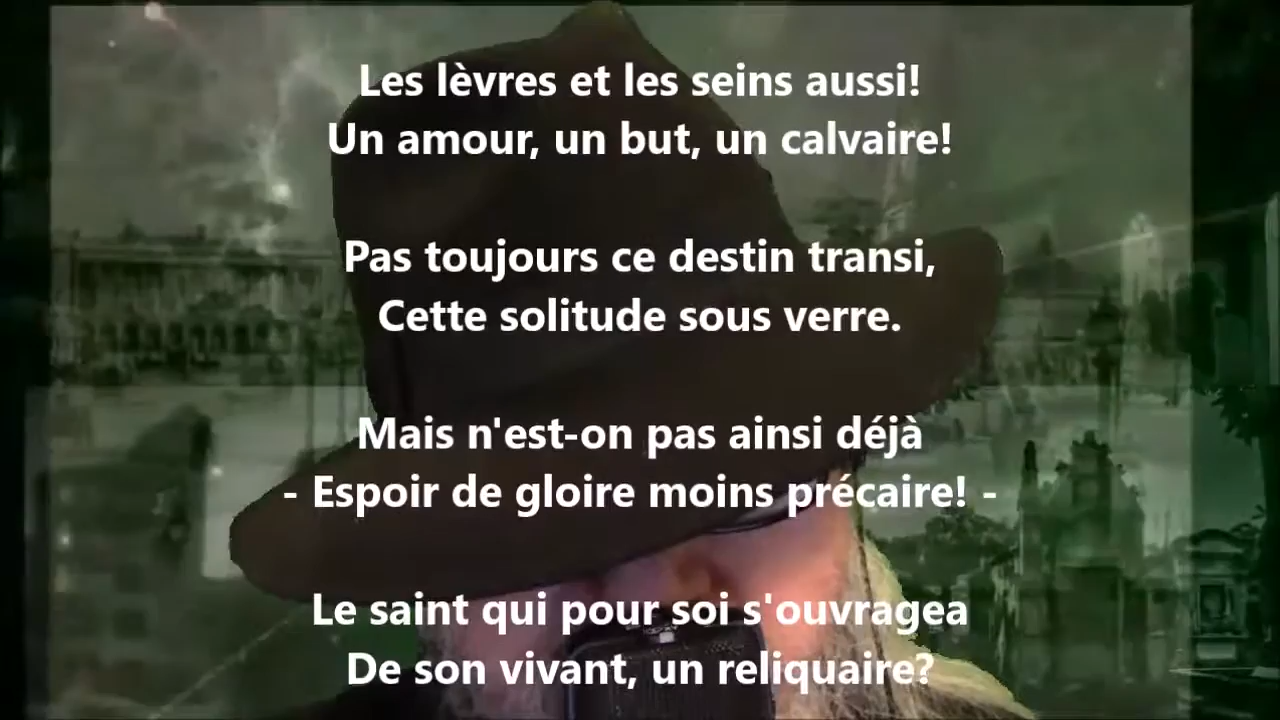 Les lèvres et les seins aussi!
Un amour, un but, un calvaire!
Pas toujours ce destin transi,
Cette solitude sous verre.
Mais n'est-on pas ainsi déjà
- Espoir de gloire moins précaire! -
Le saint qui pour soi s'ouvragea
De son vivant, un reliquaire?